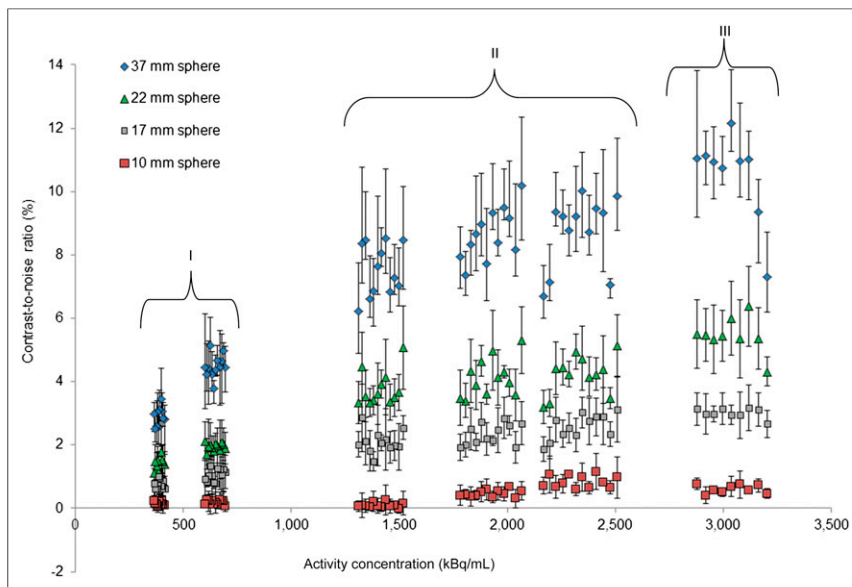 III
II
14
37 mm sphere
22 mm sphere
12
17 mm sphere
10 mm sphere
10
Contrast-to-noise ratio (%)
8
I
6
4
2
0
0 500 1,000 1,500 2,000 2,500 3,000 3,500
Activity concentration (kBq/mL)
-2